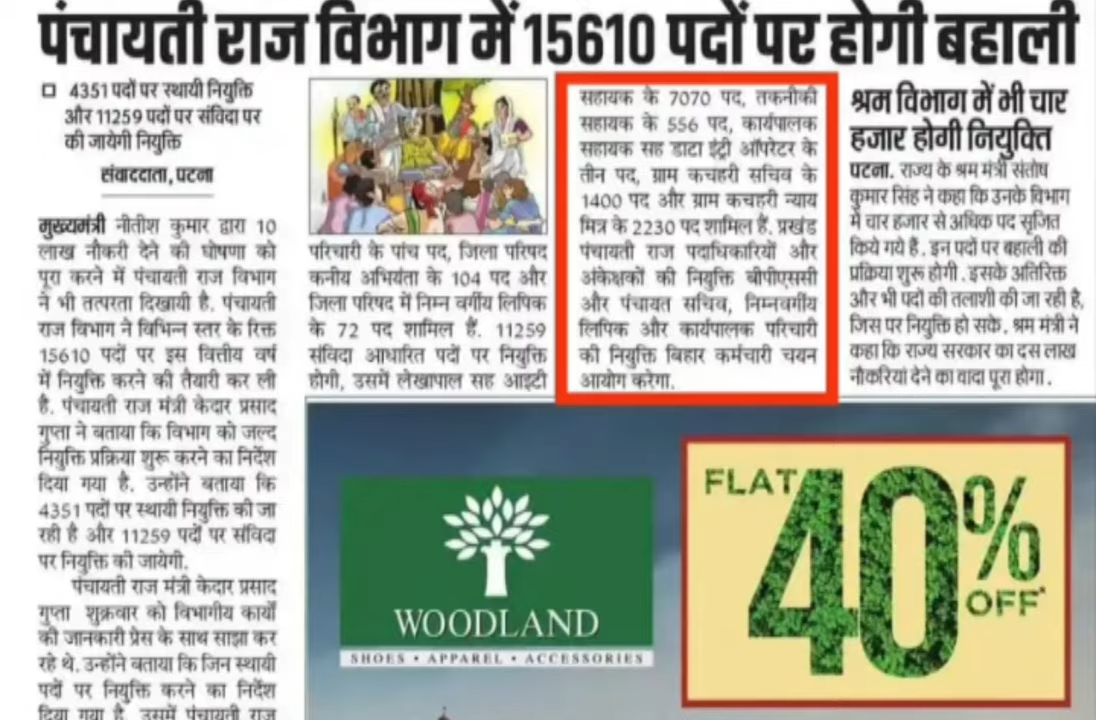 पंचायती राज विभाग में 15610 पदों पर होगी बहाली
4351 पदों पर स्थायी नियुक्ति
और 11259 पदों पर संविदा पर
की जायेगी नियुक्ति
संवाददाता, पटना
मुख्यमंत्री नीतीश कुमार द्वारा 10
लाख नौकरी देने की घोषणा को
पूरा करने में पंचायती राज विभाग
ने भी तत्परता दिखायी है. पंचायती
राज विभाग ने विभिन्न स्तर के रिक्त
15610 पदों पर इस वित्तीय वर्ष
में नियुक्ति करने की तैयारी कर ली
है. पंचायती राज मंत्री केदार प्रसाद
गुप्ता ने बताया कि विभाग को जल्द
नियुक्ति प्रक्रिया शुरू करने का निर्देश
दिया गया है. उन्होंने बताया कि
4351 पदों पर स्थायी नियुक्ति की जा
रही है और 11259 पदों पर संविदा
पर नियुक्ति की जायेगी.
पंचायती राज मंत्री केदार प्रसाद
गुप्ता शुक्रवार को विभागीय कार्यों
की जानकारी प्रेस के साथ साझा कर
रहे थे. उन्होंने बताया कि जिन स्थायी
पदों पर नियुक्ति करने का निर्देश
दिया गया है, उसमें पंचायती राज
परिचारी के पांच पद, जिला परिषद
कनीय अभियंता के 104 पद और
जिला परिषद में निम्न वर्गीय लिपिक
के 72 पद शामिल हैं. 11259
संविदा आधारित पदों पर नियुक्ति
होगी, उसमें लेखापाल सह आइटी
सहायक के 7070 पद, तकनीकी
सहायक के 556 पद, कार्यपालक
सहायक सह डाटा इंट्री ऑपरेटर के
तीन पद, ग्राम कचहरी सचिव के
1400 पद और ग्राम कचहरी न्याय
मित्र के 2230 पद शामिल हैं. प्रखंड
पंचायती राज पदाधिकारियों और
अंकेक्षकों की नियुक्ति बीपीएससी
और पंचायत सचिव, निम्नवर्गीय
लिपिक और कार्यपालक परिचारी
की नियुक्ति बिहार कर्मचारी चयन
आयोग करेगा.
श्रम विभाग में भी चार
हजार होगी नियुक्ति
पटना. राज्य के श्रम मंत्री संतोष
कुमार सिंह ने कहा कि उनके विभाग
में चार हजार से अधिक पद सृजित
किये गये हैं. इन पदों पर बहाली की
प्रक्रिया शुरू होगी. इसके अतिरिक्त
और भी पदों की तलाशी की जा रही है,
जिस पर नियुक्ति हो सके. श्रम मंत्री ने
कहा कि राज्य सरकार का दस लाख
नौकरियां देने का वादा पूरा होगा.
WOODLAND
SHOES • APPAREL • ACCESSORIES
FLAT
40%
OFF*